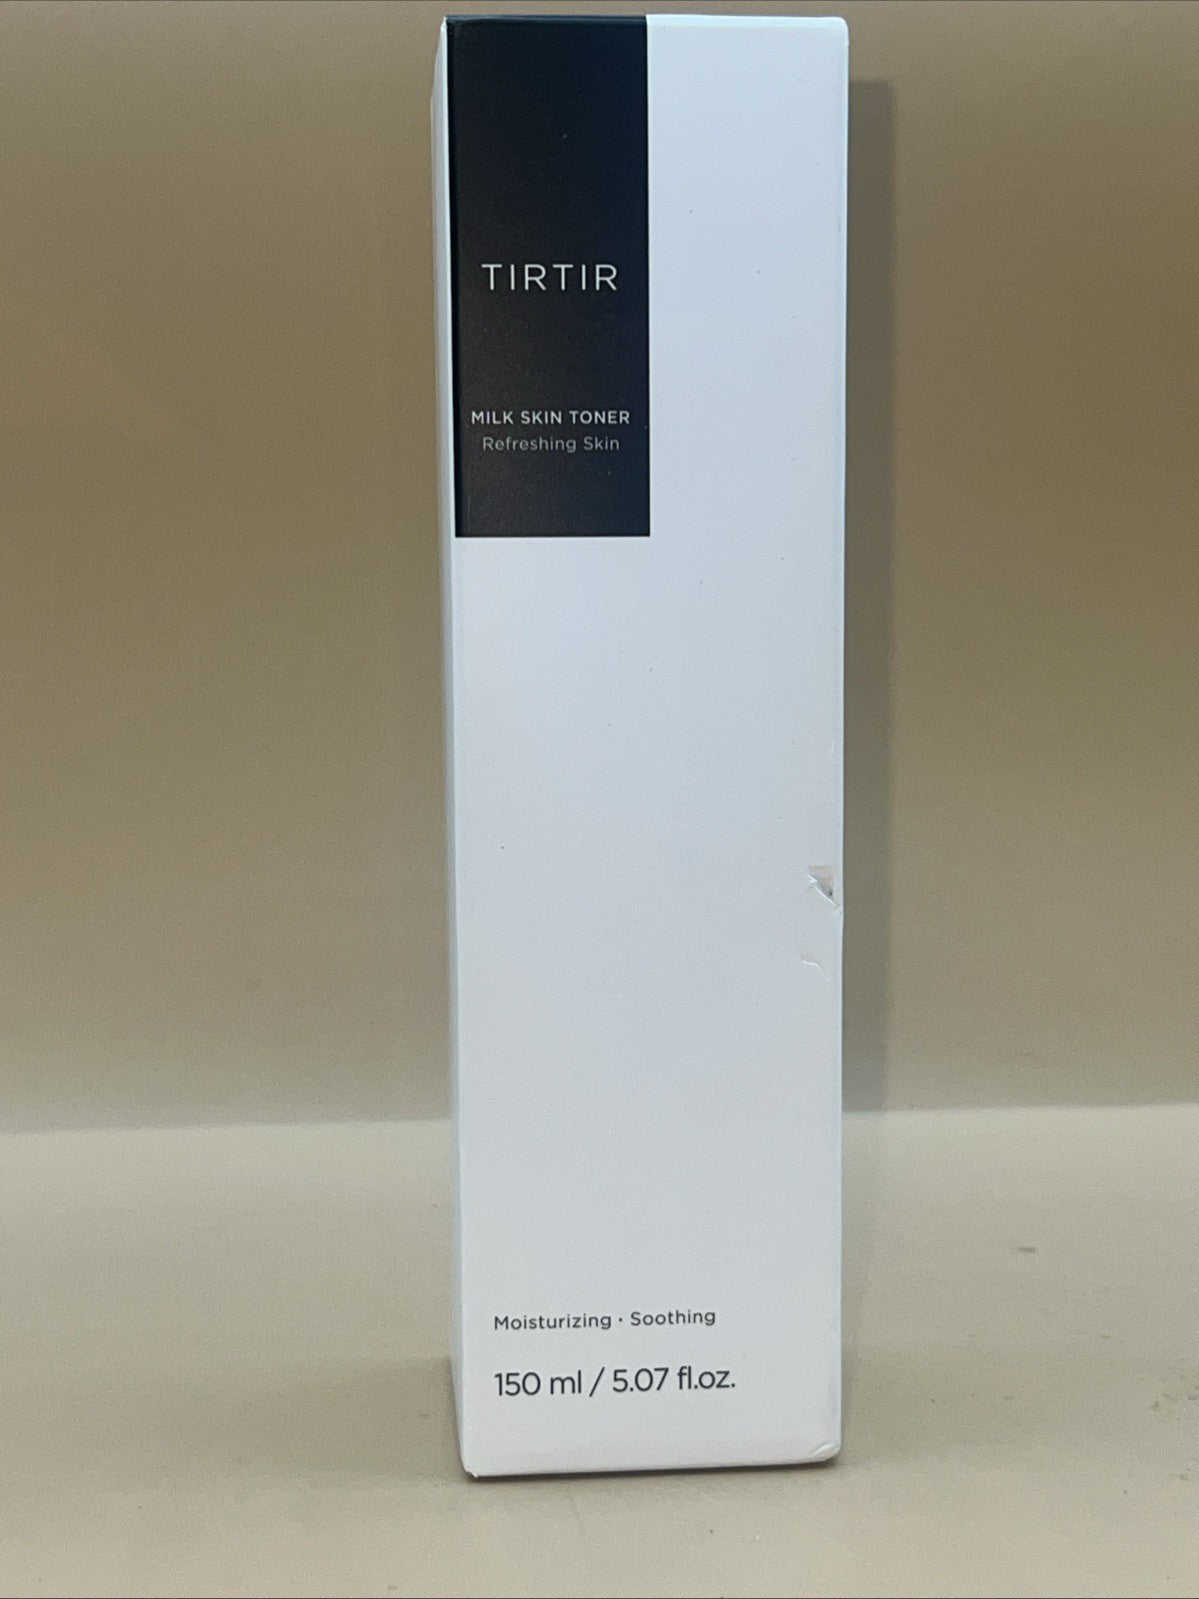 TIRTIR
MILK SKIN TONER
Refreshing Skin
Moisturizing · Soothing
150 ml / 5.07 fl.oz.